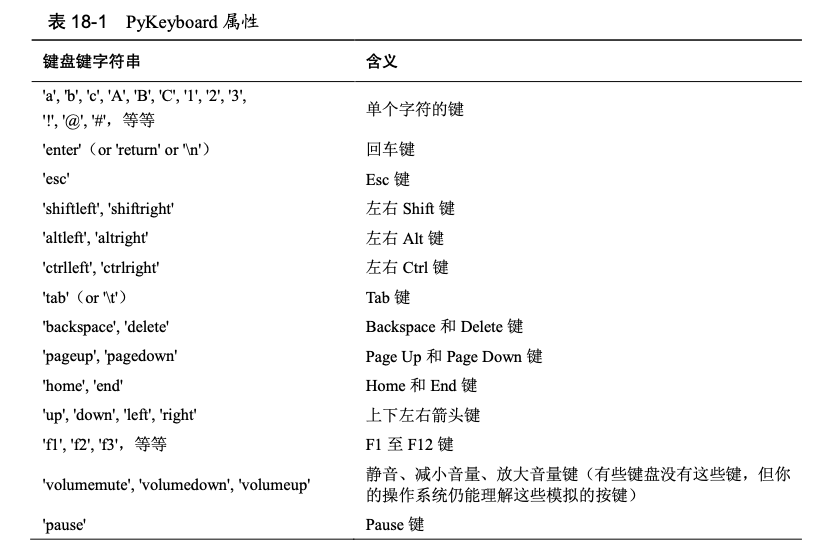 表 18-1 PyKeyboard 属性
键盘键字符串 含义
'a', 'b', 'c', 'A', 'B', 'C', '1', '2', '3',
'!', '@', '#'，等等 单个字符的键
'enter'（or 'return' or '\n'） 回车键
'esc' Esc 键
'shiftleft', 'shiftright' 左右 Shift 键
'altleft', 'altright' 左右 Alt 键
'ctrlleft', 'ctrlright' 左右 Ctrl 键
'tab'（or '\t'） Tab 键
'backspace', 'delete' Backspace 和 Delete 键
'pageup', 'pagedown' Page Up 和 Page Down 键
'home', 'end' Home 和 End 键
'up', 'down', 'left', 'right' 上下左右箭头键
'f1', 'f2', 'f3'，等等 F1 至 F12 键
'volumemute', 'volumedown', 'volumeup' 静音、减小音量、放大音量键（有些键盘没有这些键，但你
的操作系统仍能理解这些模拟的按键）
'pause' Pause 键